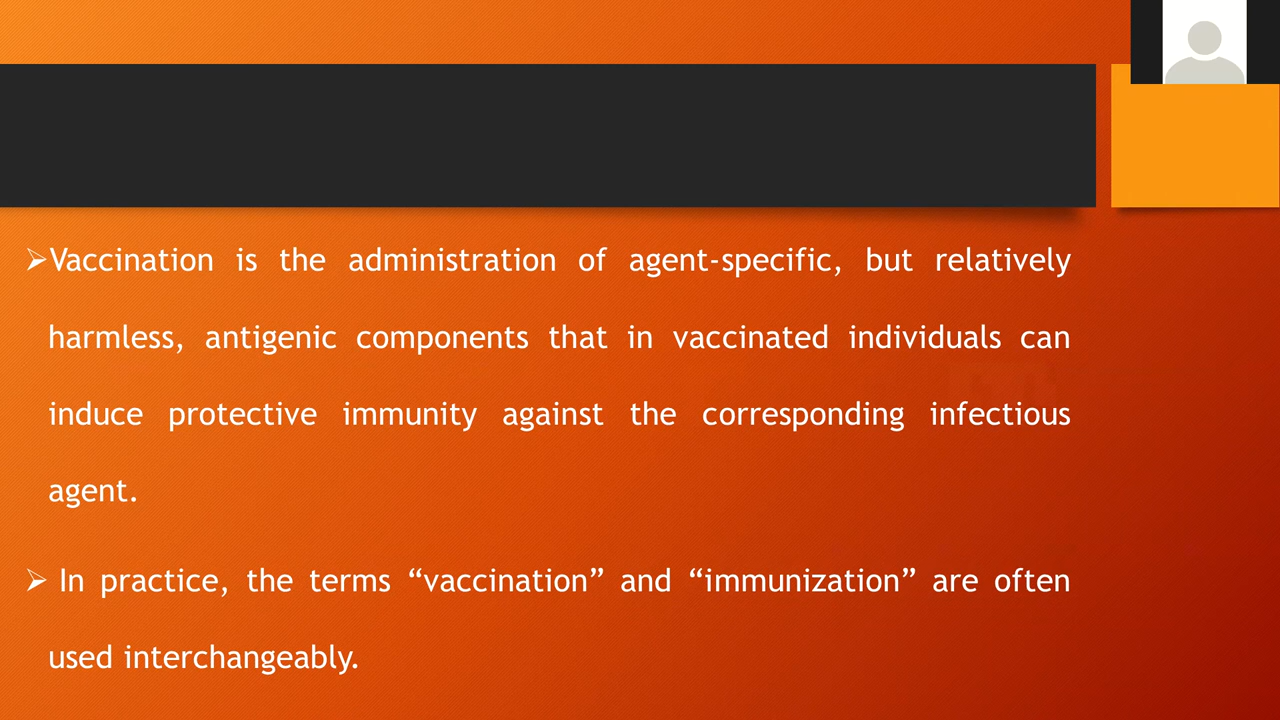 ➢Vaccination is the administration of agent-specific, but relatively
harmless, antigenic components that in vaccinated individuals can
induce protective immunity against the corresponding infectious
agent.
➢ In practice, the terms “vaccination” and “immunization” are often
used interchangeably.